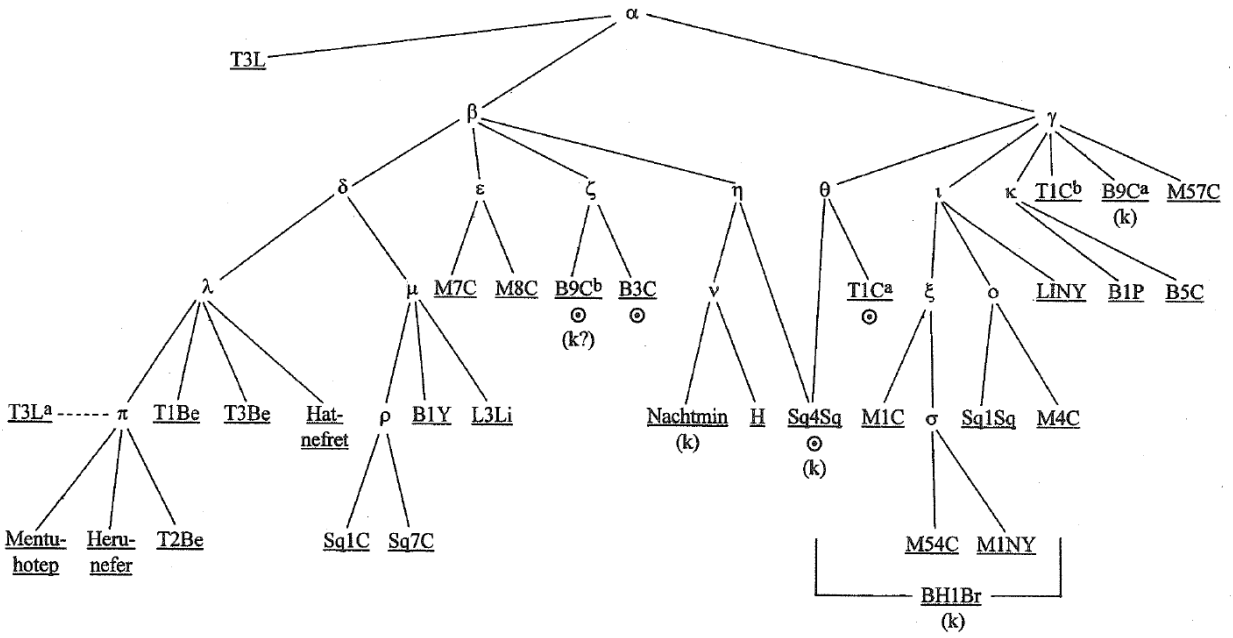 α
T3L
β γ
δ ε ζ η θ ι κ T1Cᵇ B9Cᵃ M57C
(k)
λ μ M7C M8C B9Cᵇ B3C ν T1Cᵃ ξ ο LINY B1P B5C
⊙ ⊙ ⊙
(k?)
T3Lᵃ π T1Be T3Be Hat- ρ B1Y L3Li Nachtmin H Sq4Sq M1C σ Sq1Sq M4C
nefret (k) ⊙
(k)
Mentu- Heru- T2Be Sq1C Sq7C M54C M1NY
hotep nefer
BH1Br
(k)